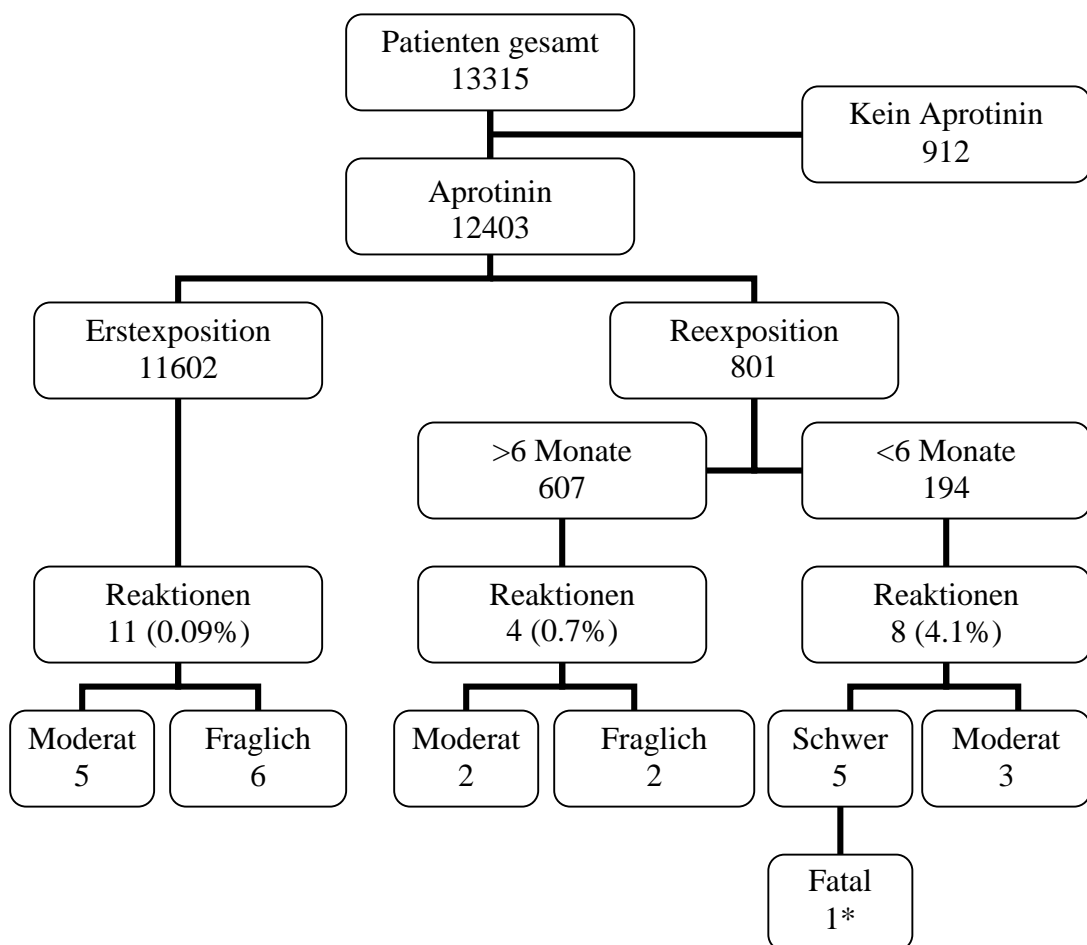 Patienten gesamt
13315
Kein Aprotinin
912
Aprotinin
12403
Erstexposition
11602
Reexposition
801
>6 Monate
607
<6 Monate
194
Reaktionen
11 (0.09%)
Reaktionen
4 (0.7%)
Reaktionen
8 (4.1%)
Moderat
5
Fraglich
6
Moderat
2
Fraglich
2
Schwer
5
Moderat
3
Fatal
1*